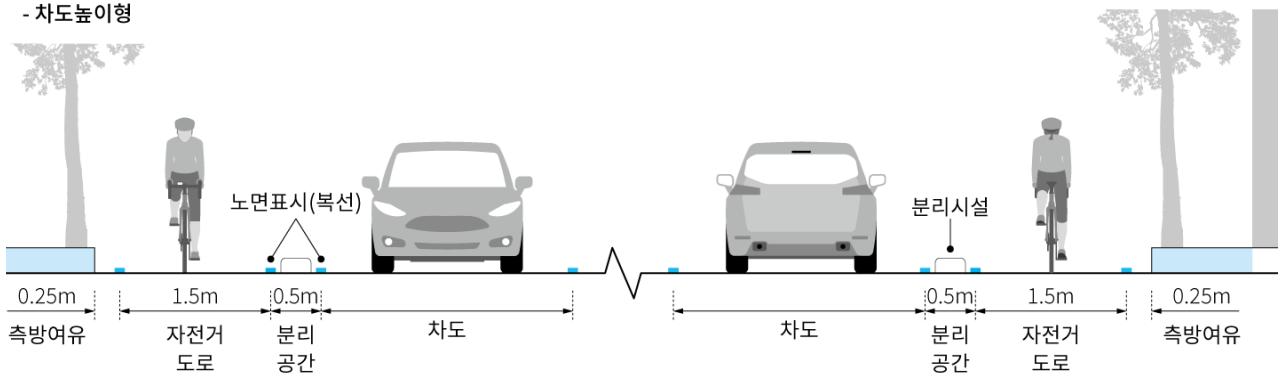 - 차도높이형
노면표시(복선)
분리시설
0.25m 1.5m 0.5m 0.5m 1.5m 0.25m
측방여유 자전거 분리 차도 차도 분리 자전거 측방여유
도로 공간 공간 도로